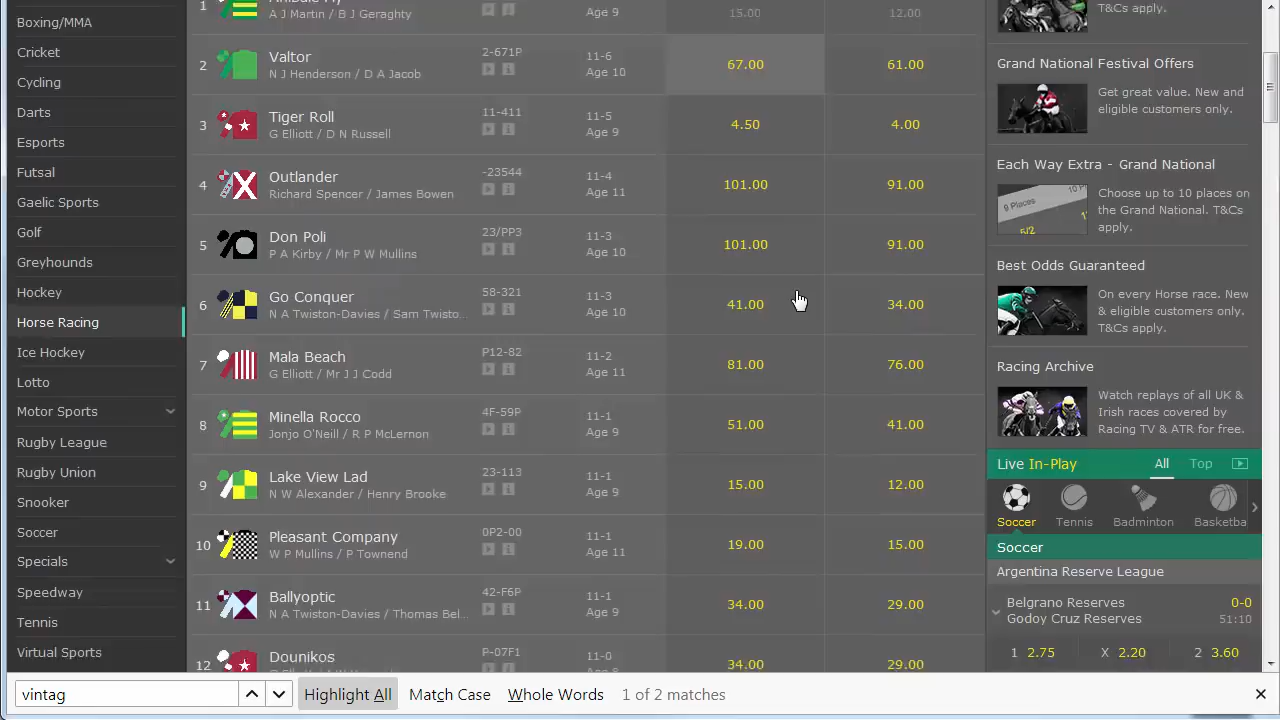 Boxing/MMA
Cricket
Cycling
Darts
Esports
Futsal
Gaelic Sports
Golf
Greyhounds
Hockey
Horse Racing
Ice Hockey
Lotto
Motor Sports
Rugby League
Rugby Union
Snooker
Soccer
Specials
Speedway
Tennis
Virtual Sports
1
A J Martin / B J Geraghty Age 9 15.00 12.00
2 Valtor 2-671P 11-6 67.00 61.00
N J Henderson / D A Jacob Age 10
3 Tiger Roll 11-411 11-5 4.50 4.00
G Elliott / D N Russell Age 9
4 Outlander -23544 11-4 101.00 91.00
Richard Spencer / James Bowen Age 11
5 Don Poli 23/PP3 11-3 101.00 91.00
P A Kirby / Mr P W Mullins Age 10
6 Go Conquer 58-321 11-3 41.00 34.00
N A Twiston-Davies / Sam Twisto... Age 10
7 Mala Beach P12-82 11-2 81.00 76.00
G Elliott / Mr J J Codd Age 11
8 Minella Rocco 4F-59P 11-1 51.00 41.00
Jonjo O'Neill / R P McLernon Age 9
9 Lake View Lad 23-113 11-1 15.00 12.00
N W Alexander / Henry Brooke Age 9
10 Pleasant Company 0P2-00 11-1 19.00 15.00
W P Mullins / P Townend Age 11
11 Ballyoptic 42-F6P 11-1 34.00 29.00
N A Twiston-Davies / Thomas Bel... Age 9
12 Dounikos P-07F1 11-0 34.00 29.00
T&Cs apply.
Grand National Festival Offers
Get great value. New and
eligible customers only.
Each Way Extra - Grand National
9 Places
5/2
Choose up to 10 places on
the Grand National. T&Cs
apply.
Best Odds Guaranteed
On every Horse race. New
& eligible customers only.
T&Cs apply.
Racing Archive
Watch replays of all UK &
Irish races covered by
Racing TV & ATR for free.
Live In-Play All Top
Soccer Tennis Badminton Basketba
Soccer
Argentina Reserve League
Belgrano Reserves 0-0
Godoy Cruz Reserves 51:10
1 2.75 X 2.20 2 3.60
vintag Highlight All Match Case Whole Words 1 of 2 matches